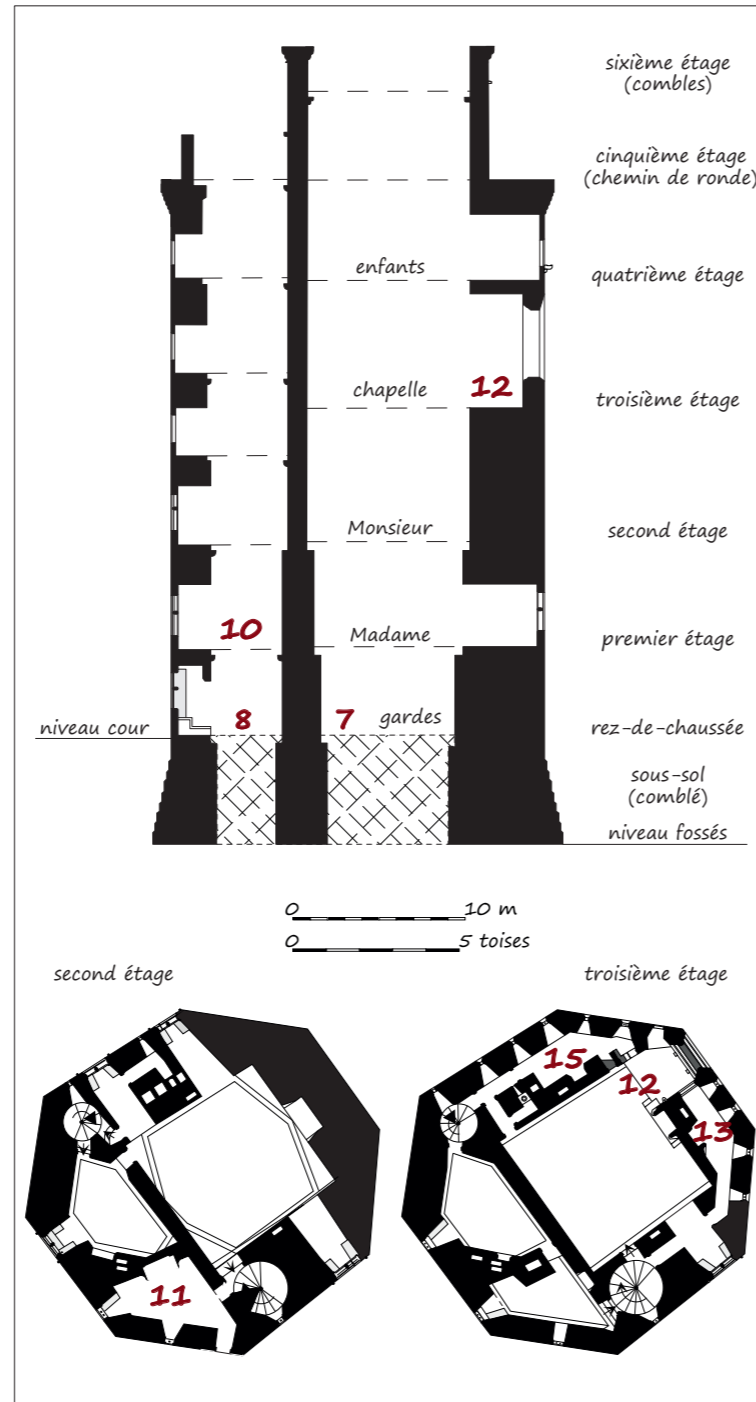 sixième étage
(combles)
cinquième étage
(chemin de ronde)
enfants
quatrième étage
chapelle
12
troisième étage
Monsieur
second étage
10
Madame
premier étage
niveau cour
8
7
gardes
rez-de-chaussée
sous-sol
(comblé)
niveau fossés
0 10 m
0 5 toises
second étage
troisième étage
15
12
13
11